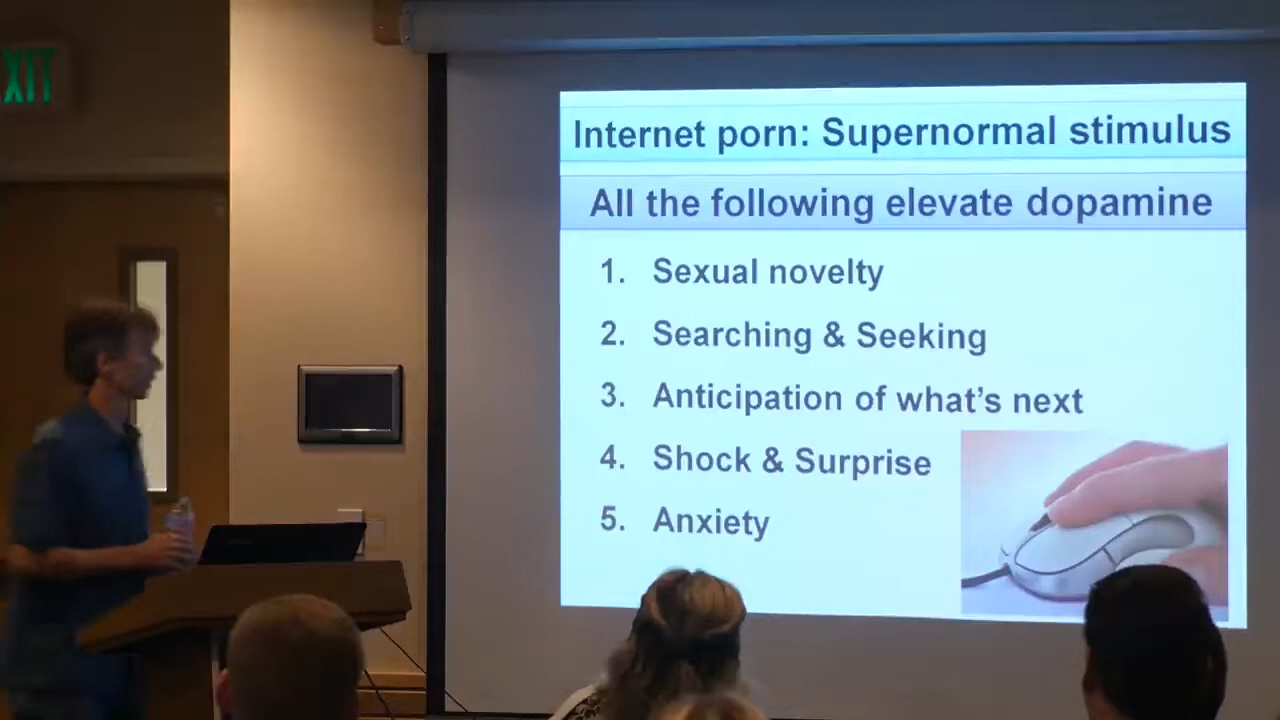 EXIT
Internet porn: Supernormal stimulus
All the following elevate dopamine
1. Sexual novelty
2. Searching & Seeking
3. Anticipation of what's next
4. Shock & Surprise
5. Anxiety